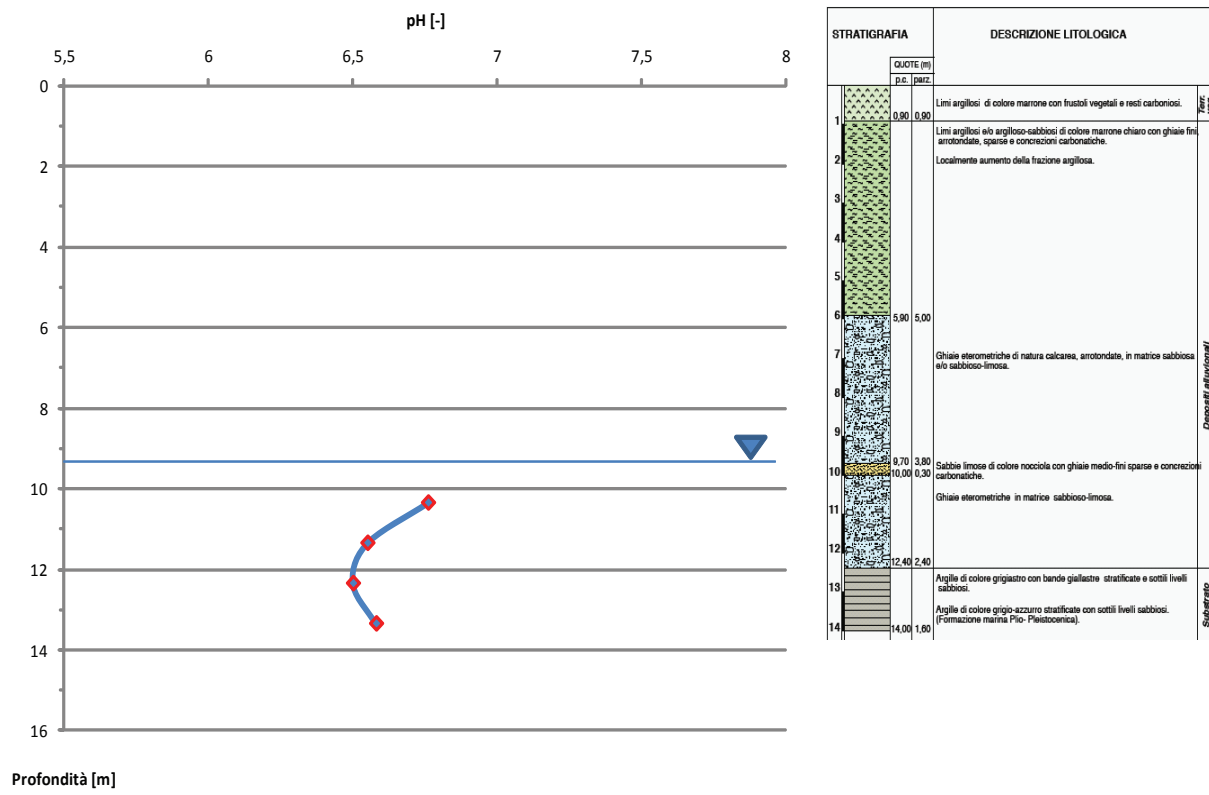 pH [-]
5,5 6 6,5 7 7,5 8
0
2
4
6
8
10
12
14
16
Profondità [m]
STRATIGRAFIA DESCRIZIONE LITOLOGICA
QUOTE (m)
p.c. parz.
1
2
3
4
5
6
7
8
9
10
11
12
13
14
0,90 0,90
5,90 5,00
9,70 3,80
10,00 0,30
12,40 2,40
14,00 1,60
Limi argillosi di colore marrone con frustoli vegetali e resti carboniosi.
Limi argillosi e/o argilloso-sabbiosi di colore marrone chiaro con ghiaie fini,
arrotondate, sparse e concrezioni carbonatiche.
Localmente aumento della frazione argillosa.
Ghiaie eterometriche di natura calcarea, arrotondate, in matrice sabbiosa
e/o sabbioso-limosa.
Sabbie limose di colore nocciola con ghiaie medio-fini sparse e concrezioni
carbonatiche.
Ghiaie eterometriche in matrice sabbioso-limosa.
Argille di colore grigiastro con bande giallastre stratificate e sottili livelli
sabbiosi.
Argille di colore grigio-azzurro stratificate con sottili livelli sabbiosi.
(Formazione marina Plio- Pleistocenica).
Terr.
Depositi alluvionali
Substrato